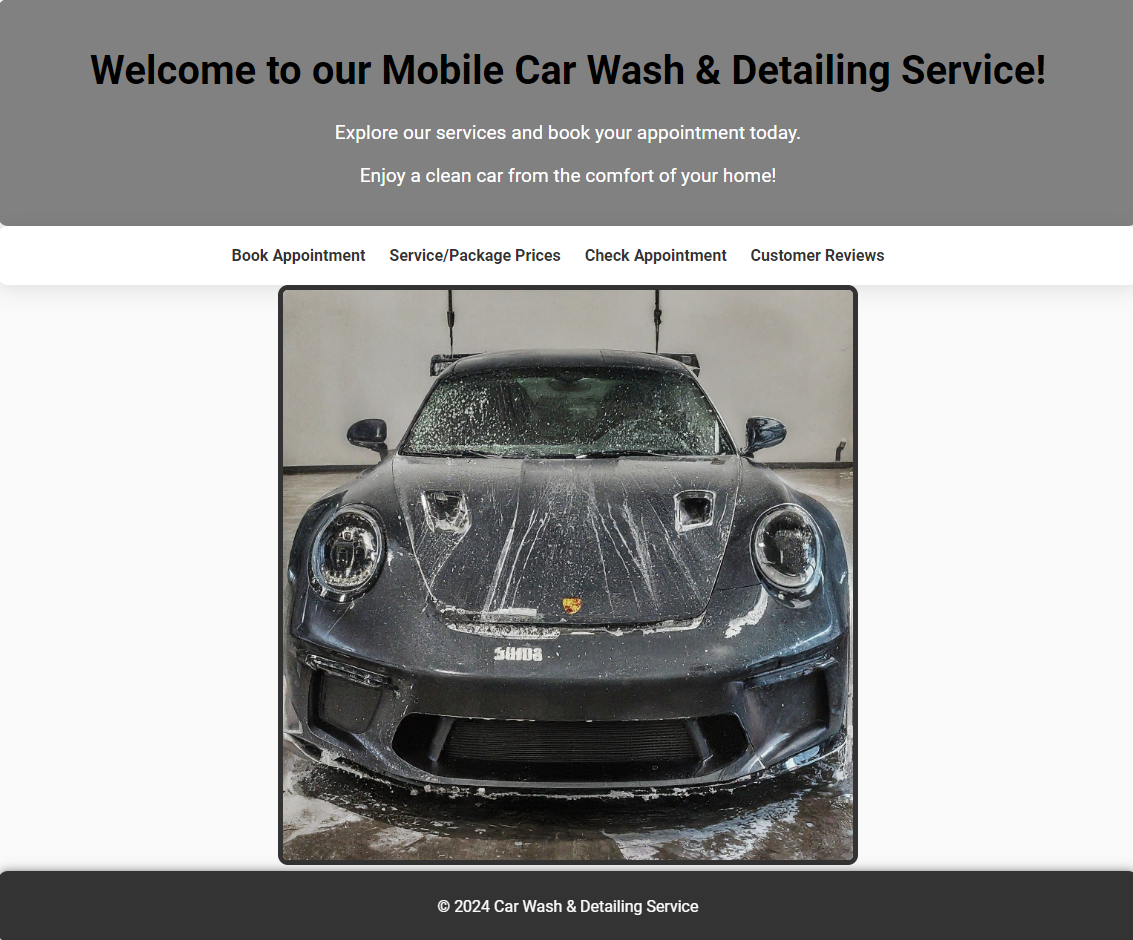 Welcome to our Mobile Car Wash & Detailing Service!
Explore our services and book your appointment today.
Enjoy a clean car from the comfort of your home!
Book Appointment Service/Package Prices Check Appointment Customer Reviews
© 2024 Car Wash & Detailing Service